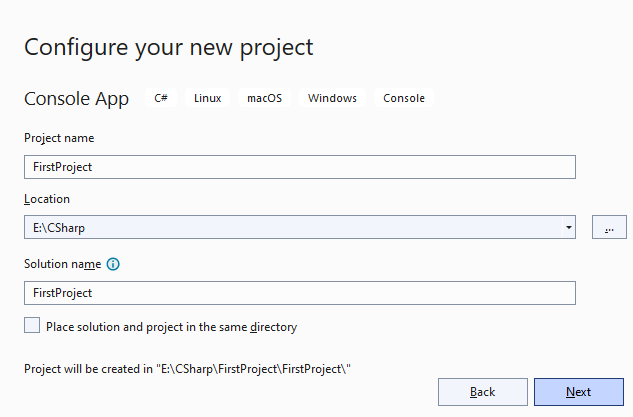 Configure your new project
Console App C# Linux macOS Windows Console
Project name
FirstProject
Location
E:\CSharp
...
Solution name
FirstProject
Place solution and project in the same directory
Project will be created in "E:\CSharp\FirstProject\FirstProject\"
Back Next